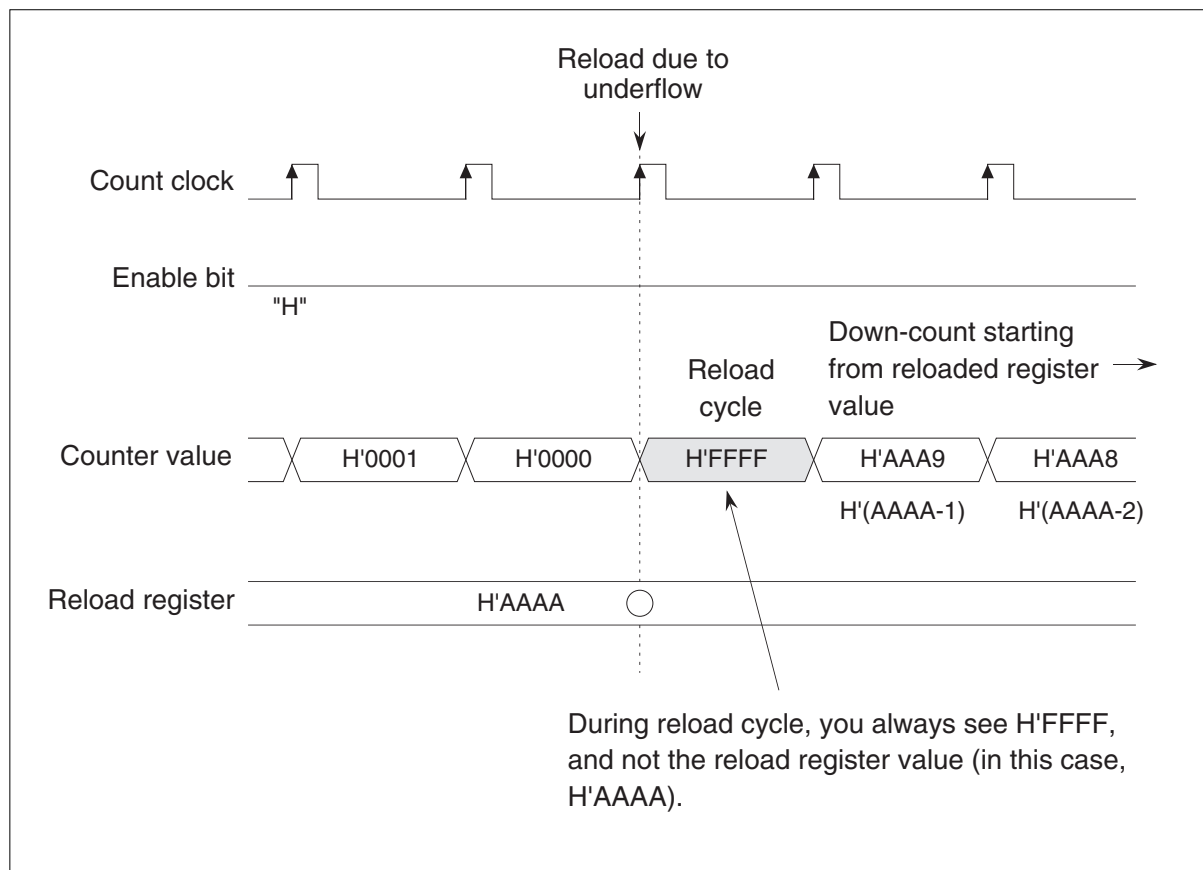 Reload due to
underflow
Count clock
Enable bit
"H"
Down-count starting
from reloaded register
value
Reload
cycle
Counter value
H'0001
H'0000
H'FFFF
H'AAA9
H'AAA8
H'(AAAA-1)
H'(AAAA-2)
Reload register
H'AAAA
During reload cycle, you always see H'FFFF,
and not the reload register value (in this case,
H'AAAA).